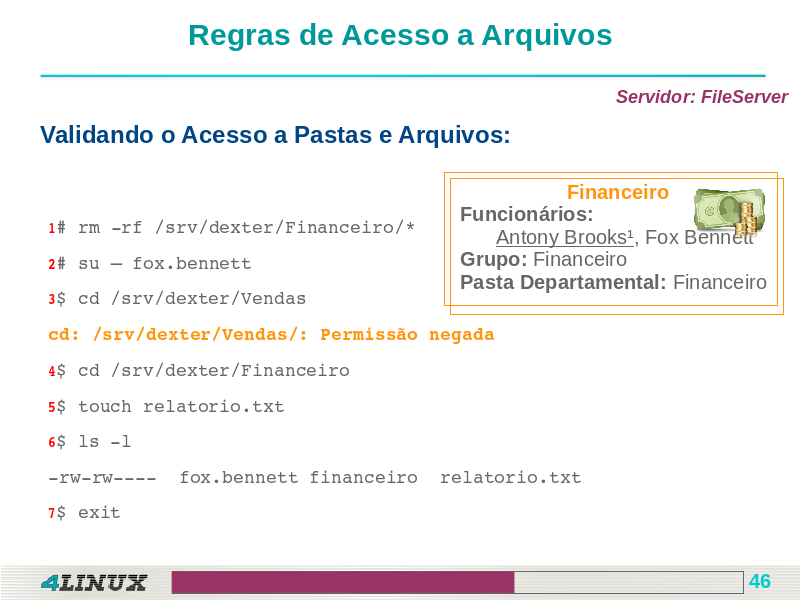 Regras de Acesso a Arquivos
Servidor: FileServer
Validando o Acesso a Pastas e Arquivos:
Financeiro
Funcionários:
Antony Brooks¹, Fox Bennett
Grupo: Financeiro
Pasta Departamental: Financeiro
1# rm -rf /srv/dexter/Financeiro/*
2# su – fox.bennett
3$ cd /srv/dexter/Vendas
cd: /srv/dexter/Vendas/: Permissão negada
4$ cd /srv/dexter/Financeiro
5$ touch relatorio.txt
6$ ls -l
-rw-rw---- fox.bennett financeiro relatorio.txt
7$ exit
4LINUX
46